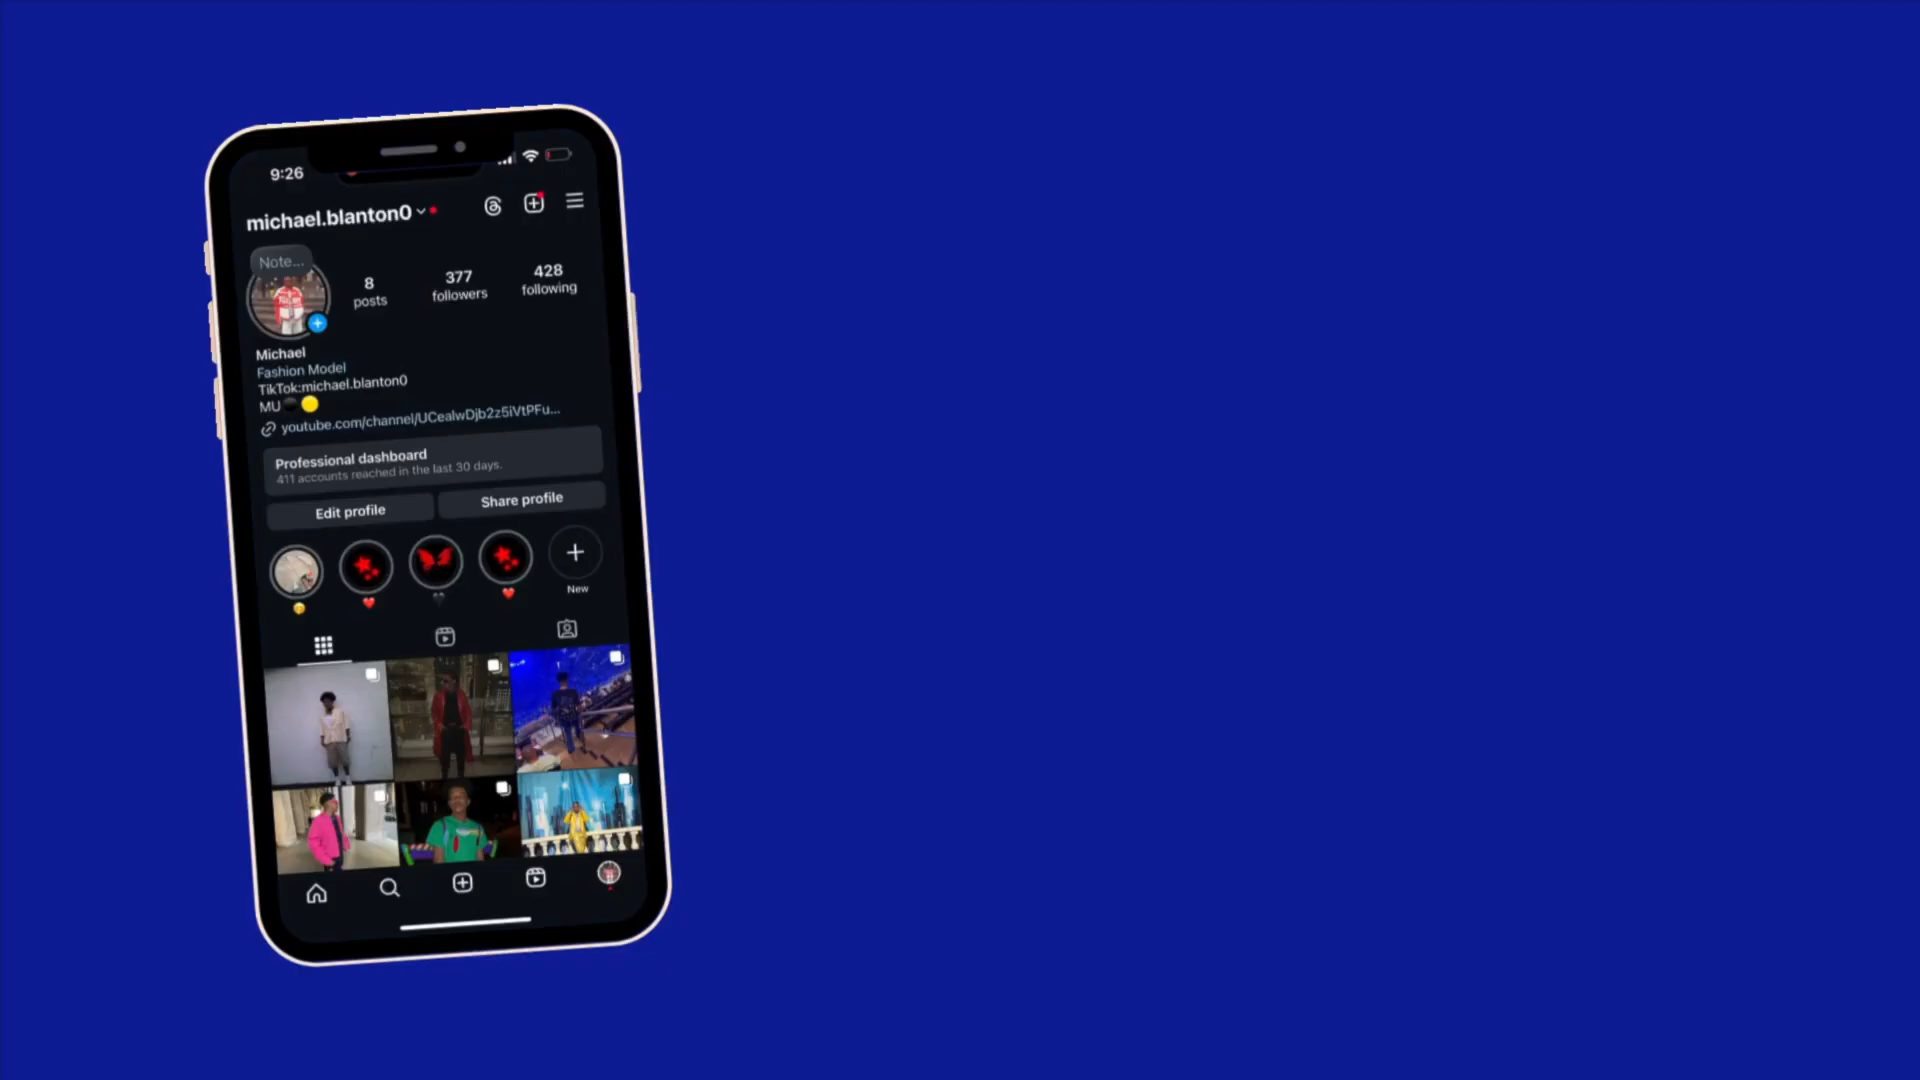 9:26
michael.blanton0
Note...
8
posts
377
followers
428
following
Michael
Fashion Model
TikTok:michael.blanton0
MU
youtube.com/channel/UCealwDjb2z5iVtPFu...
Professional dashboard
411 accounts reached in the last 30 days.
Edit profile
Share profile
New